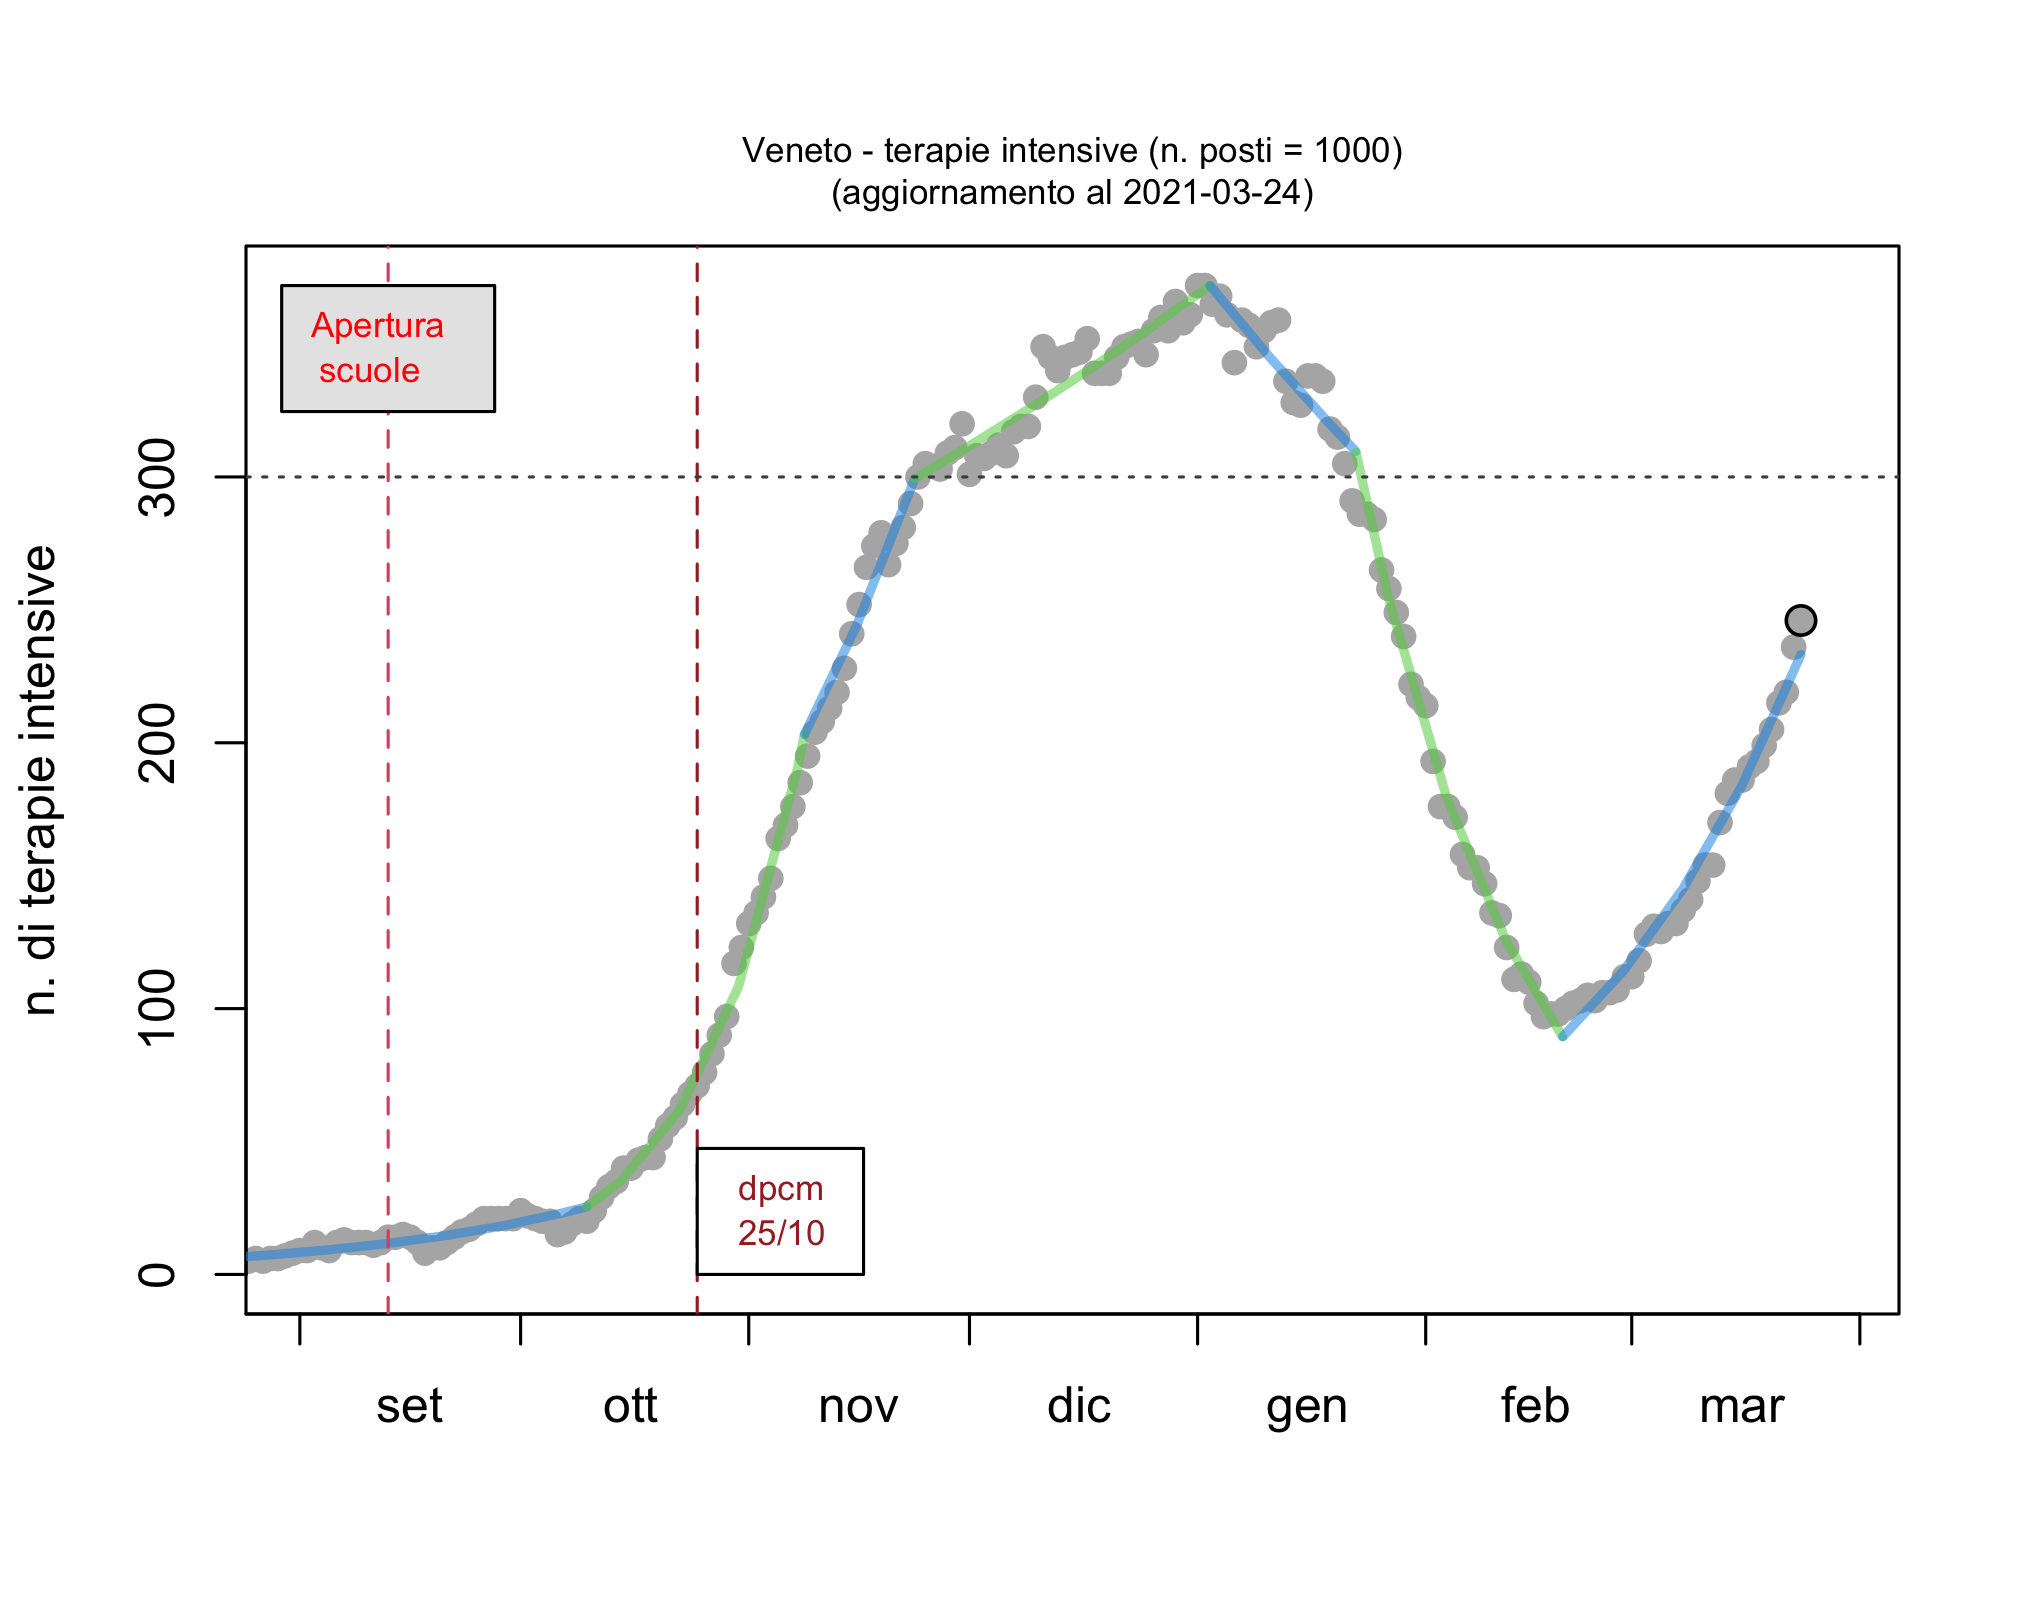 Veneto - terapie intensive (n. posti = 1000)
(aggiornamento al 2021-03-24)
Apertura
scuole
n. di terapie intensive
300
200
100
0
dpcm
25/10
set ott nov dic gen feb mar